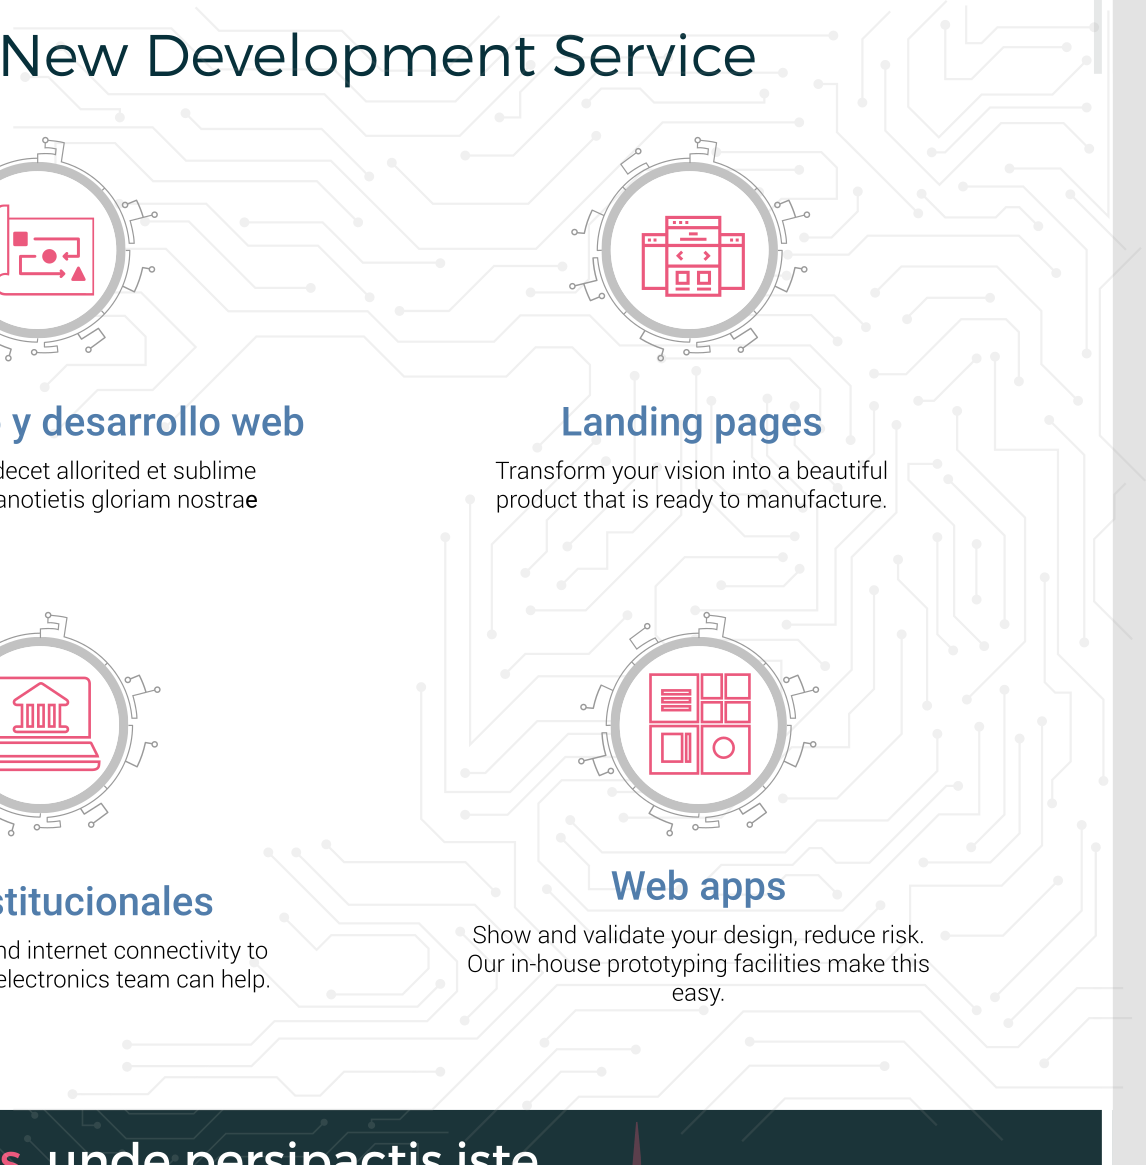 New Development Service
y desarrollo web
decet allorited et sublime
anotietis gloriam nostrae
Landing pages
Transform your vision into a beautiful
product that is ready to manufacture.
stitucionales
nd internet connectivity to
electronics team can help.
Web apps
Show and validate your design, reduce risk.
Our in-house prototyping facilities make this
easy.
s, unde persipactis iste